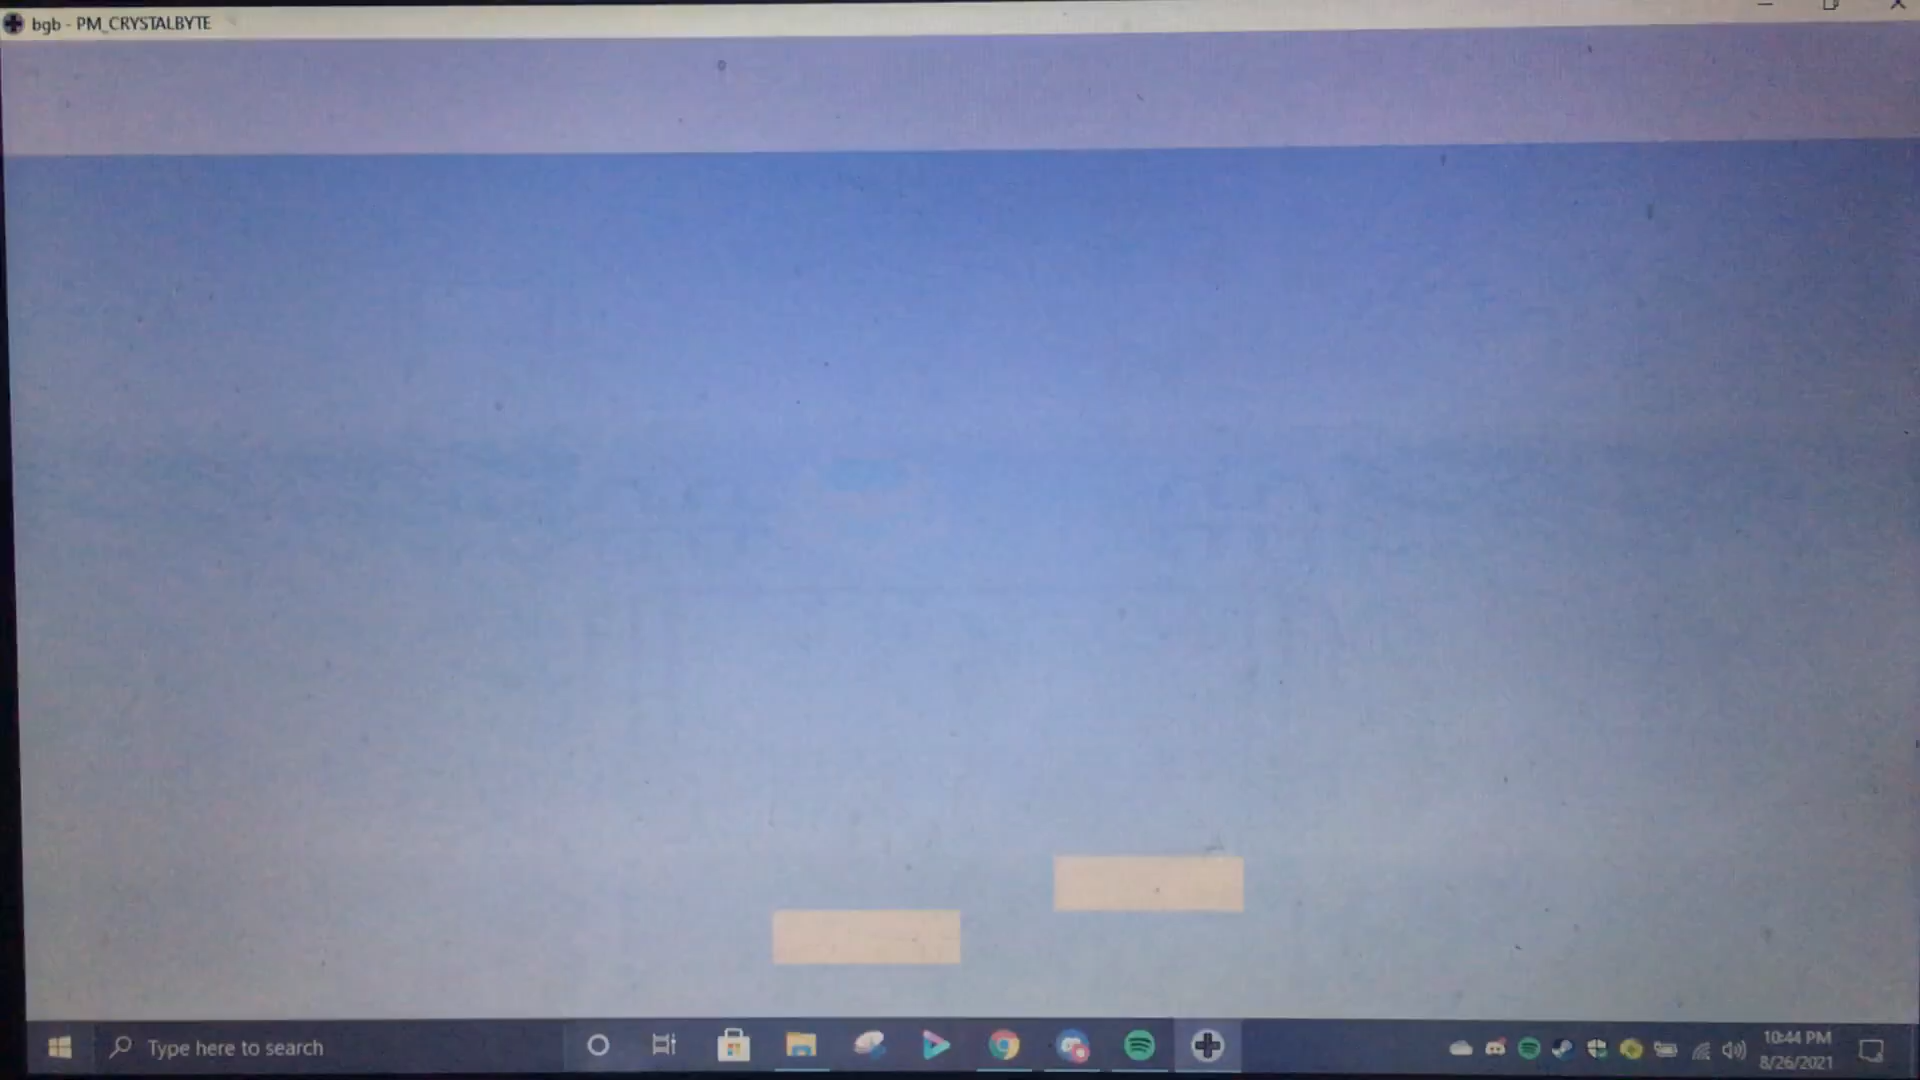 bgb - PM_CRYSTALBYTE
Type here to search
10:44 PM
8/26/2021